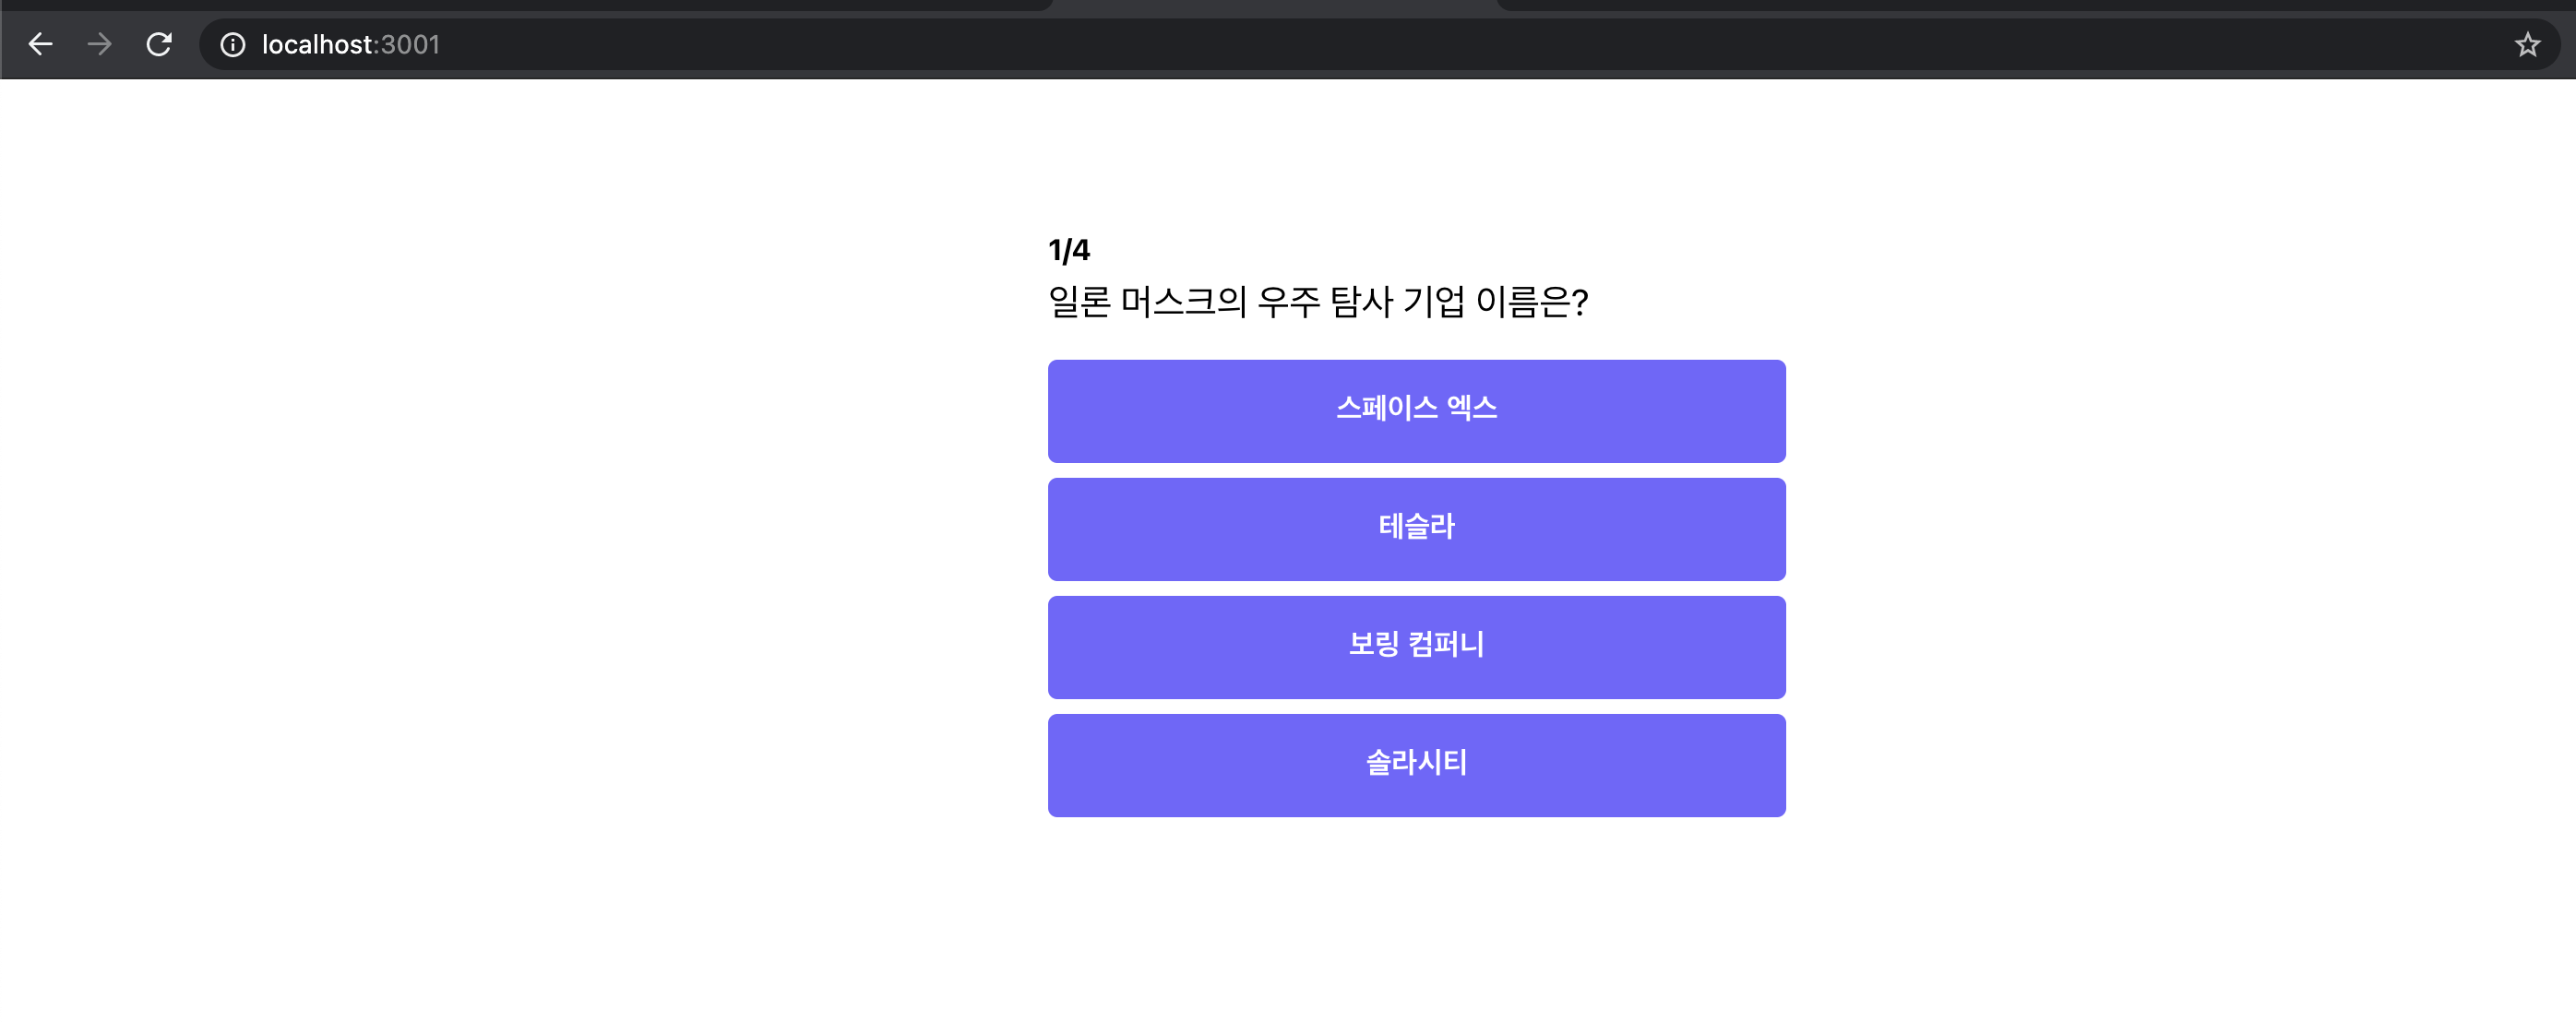 localhost:3001
1/4
일론 머스크의 우주 탐사 기업 이름은?
스페이스 엑스
테슬라
보링 컴퍼니
솔라시티